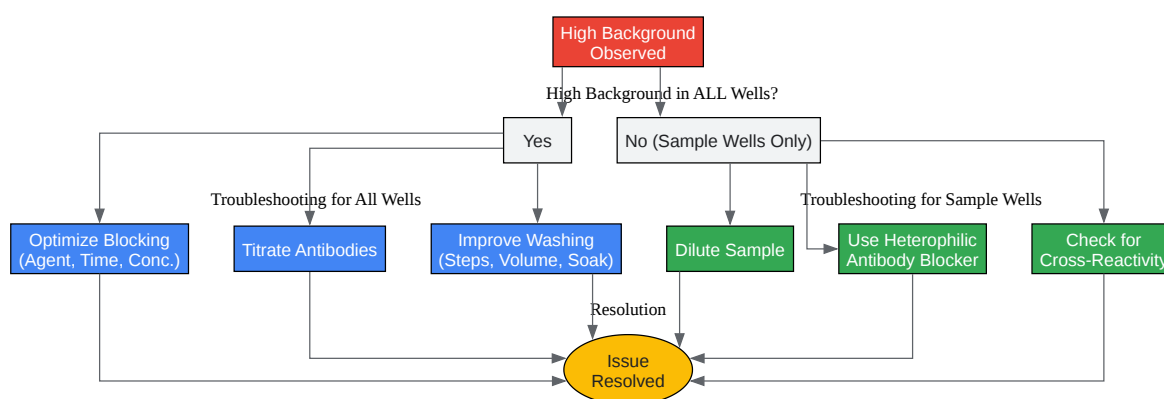 High Background
Observed
High Background in ALL Wells?
Yes
No (Sample Wells Only)
Troubleshooting for All Wells
Troubleshooting for Sample Wells
Optimize Blocking
(Agent, Time, Conc.)
Titrate Antibodies
Improve Washing
(Steps, Volume, Soak)
Dilute Sample
Use Heterophilic
Antibody Blocker
Check for
Cross-Reactivity
Resolution
Issue
Resolved